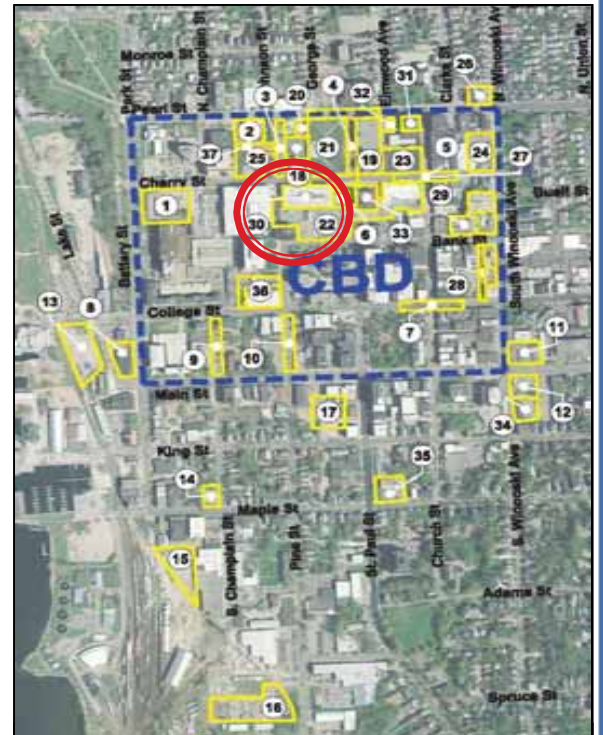 Monroe St
Park St
N. Champlain St
Johnson St
George St
Elmwood Ave
Clarke St
N. Winooski Ave
N. Union St
26
Pearl St
20
4
32
31
3
2
37
25
21
19
23
5
24
27
18
Cherry St
1
29
Buell St
30
22
6
33
Bank St
Lake St
Battery St
CBD
South Winooski Ave
36
28
13
8
College St
7
9
10
11
Main St
17
12
34
King St
14
35
Maple St
S. Champlain St
Pine St
St. Paul St
Church St
S. Winooski Ave
15
Adams St
16
Spruce St